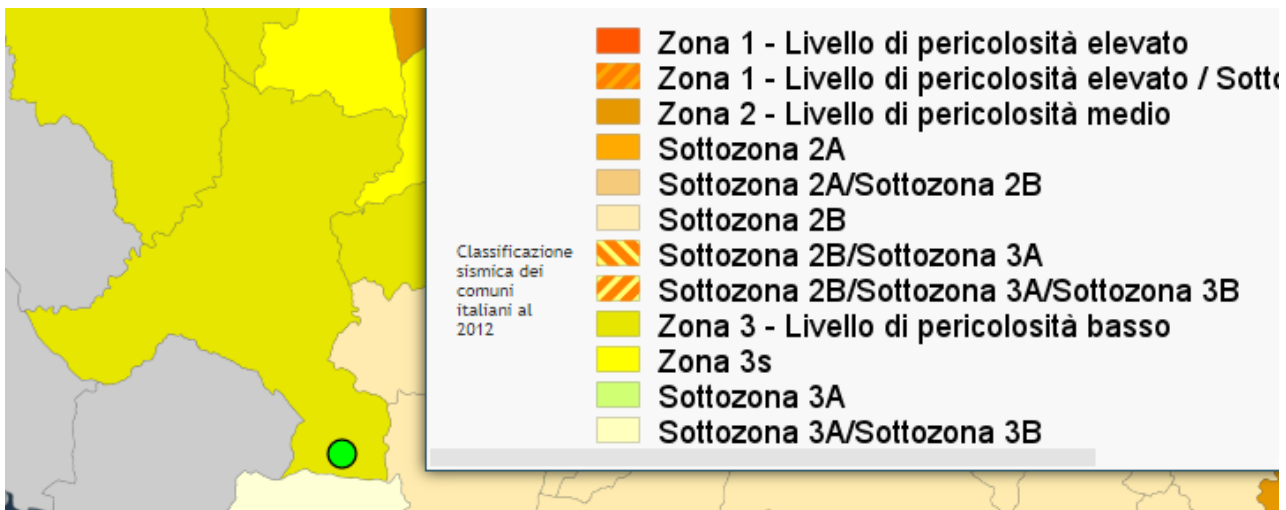 Zona 1 - Livello di pericolosità elevato
Zona 1 - Livello di pericolosità elevato /
Zona 2 - Livello di pericolosità medio
Sottozona 2A
Sottozona 2A/Sottozona 2B
Sottozona 2B
Classificazione
sismica dei
comuni
italiani al
2012
Sottozona 2B/Sottozona 3A
Sottozona 2B/Sottozona 3A/Sottozona 3B
Zona 3 - Livello di pericolosità basso
Zona 3s
Sottozona 3A
Sottozona 3A/Sottozona 3B